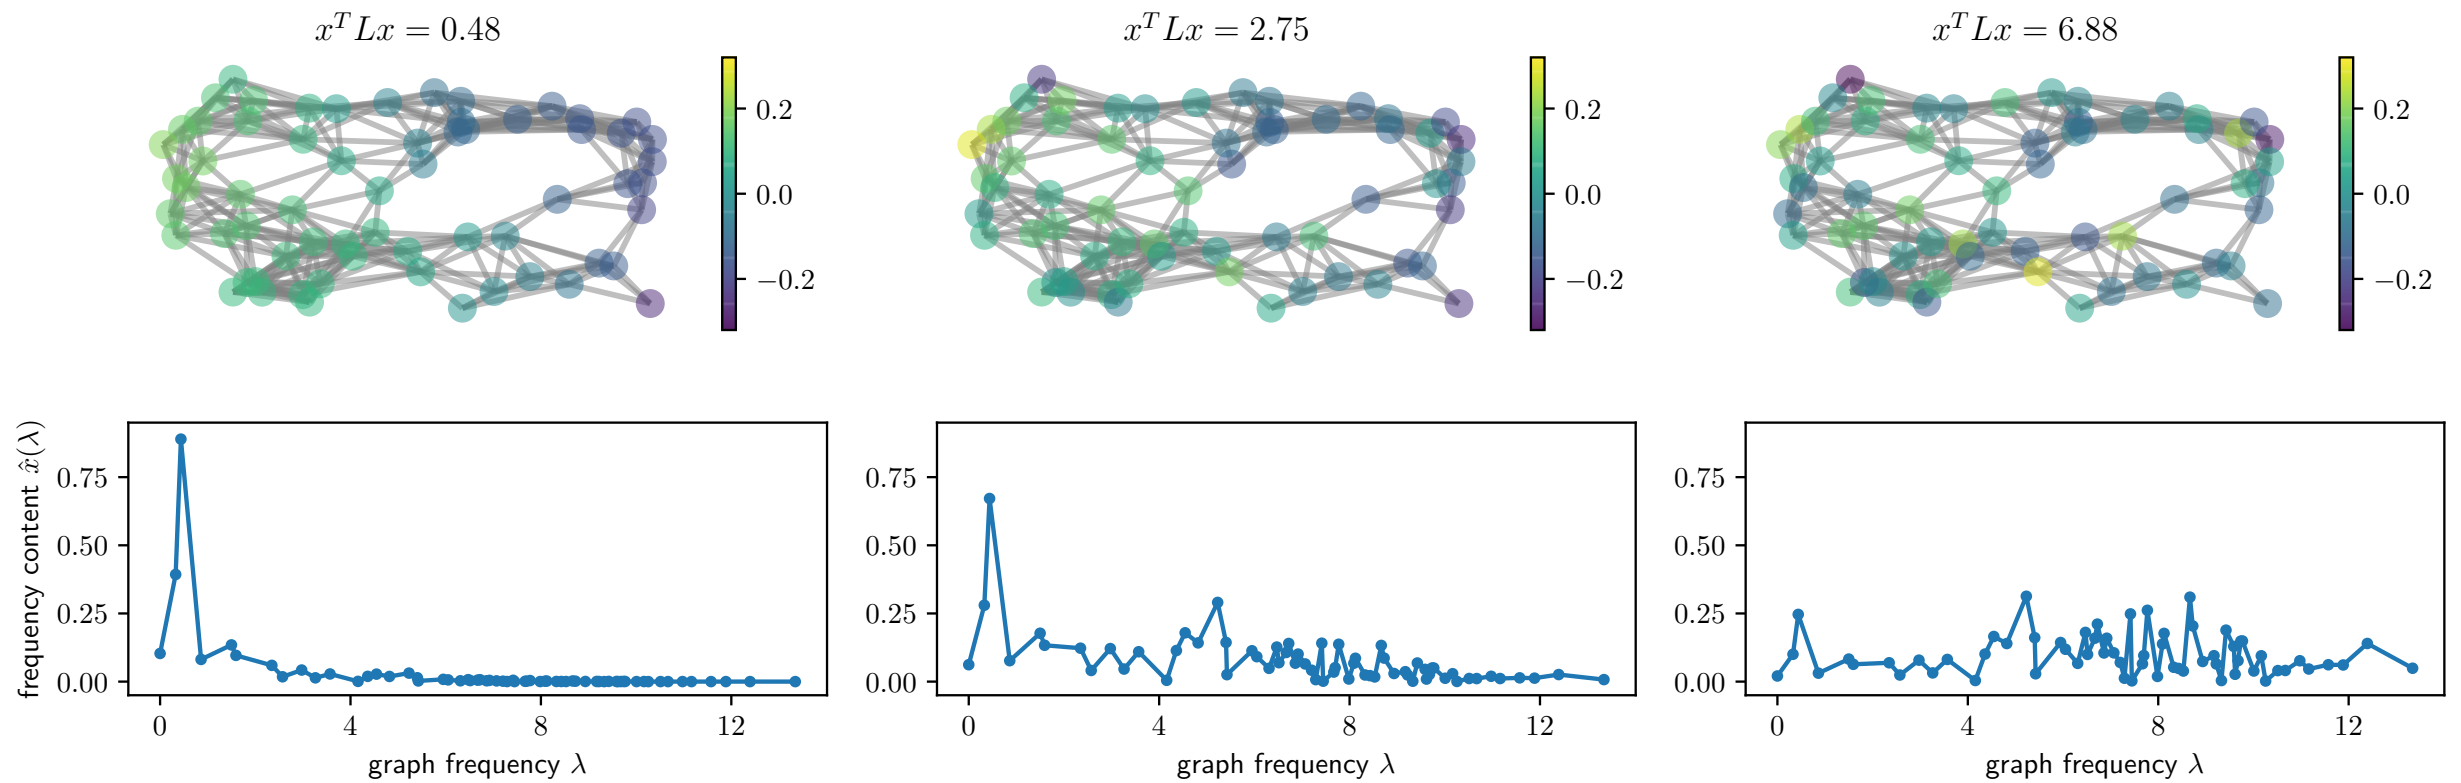 $x^T Lx = 0.48$
$x^T Lx = 2.75$
$x^T Lx = 6.88$
0.2
0.0
−0.2
0.2
0.0
−0.2
0.2
0.0
−0.2
frequency content $\hat{x}(\lambda)$
0.75
0.50
0.25
0.00
0 4 8 12
graph frequency λ
0.75
0.50
0.25
0.00
0 4 8 12
graph frequency λ
0.75
0.50
0.25
0.00
0 4 8 12
graph frequency λ